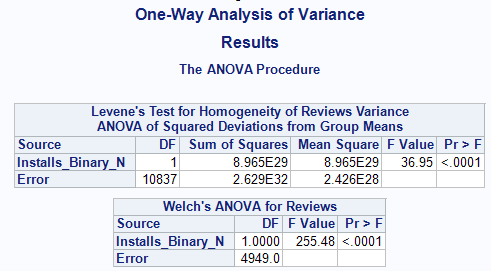 One-Way Analysis of Variance
Results
The ANOVA Procedure
Levene's Test for Homogeneity of Reviews Variance
ANOVA of Squared Deviations from Group Means
Source DF Sum of Squares Mean Square F Value Pr > F
Installs_Binary_N 1 8.965E29 8.965E29 36.95 <.0001
Error 10837 2.629E32 2.426E28
Welch's ANOVA for Reviews
Source DF F Value Pr > F
Installs_Binary_N 1.0000 255.48 <.0001
Error 4949.0